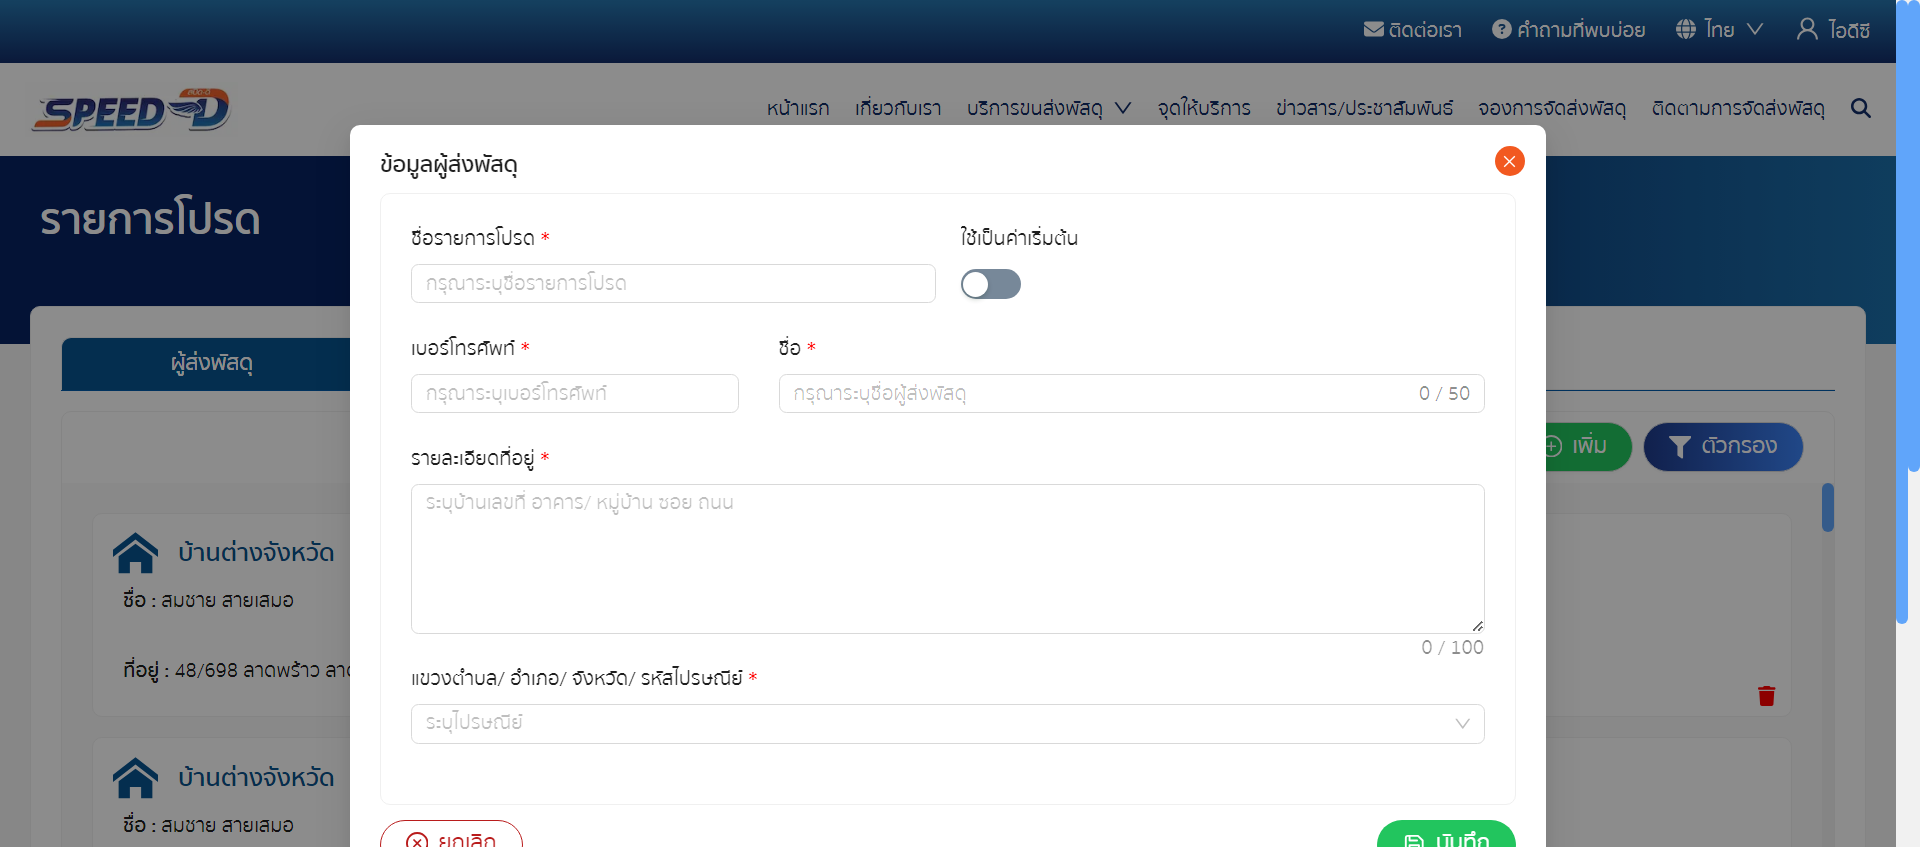 ติดต่อเรา คำถามที่พบบ่อย ไทย ไอดีซี
SPEED-D
หน้าแรก เกี่ยวกับเรา บริการขนส่งพัสดุ จุดให้บริการ ข่าวสาร/ประชาสัมพันธ์ จองการจัดส่งพัสดุ ติดตามการจัดส่งพัสดุ
รายการโปรด
ผู้ส่งพัสดุ
ข้อมูลผู้ส่งพัสดุ
ชื่อรายการโปรด *
ใช้เป็นค่าเริ่มต้น
กรุณาระบุชื่อรายการโปรด
เบอร์โทรศัพท์ *
ชื่อ *
กรุณาระบุเบอร์โทรศัพท์
กรุณาระบุชื่อผู้ส่งพัสดุ 0 / 50
รายละเอียดที่อยู่ *
ระบุบ้านเลขที่ อาคาร/ หมู่บ้าน ซอย ถนน
0 / 100
แขวงตำบล/ อำเภอ/ จังหวัด/ รหัสไปรษณีย์ *
ระบุไปรษณีย์
ยกเลิก
บันทึก
เพิ่ม
ตัวกรอง
บ้านต่างจังหวัด
ชื่อ : สมชาย สายเสมอ
ที่อยู่ : 48/698 ลาดพร้าว
บ้านต่างจังหวัด
ชื่อ : สมชาย สายเสมอ